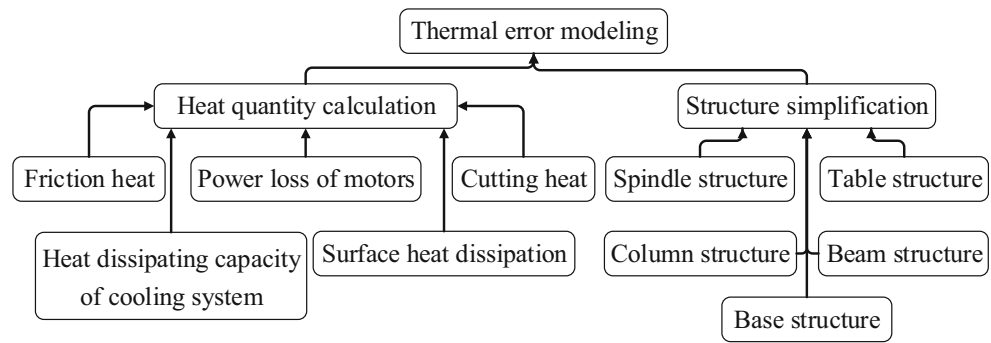 Thermal error modeling
Heat quantity calculation
Structure simplification
Friction heat
Power loss of motors
Cutting heat
Spindle structure
Table structure
Heat dissipating capacity
of cooling system
Surface heat dissipation
Column structure
Beam structure
Base structure